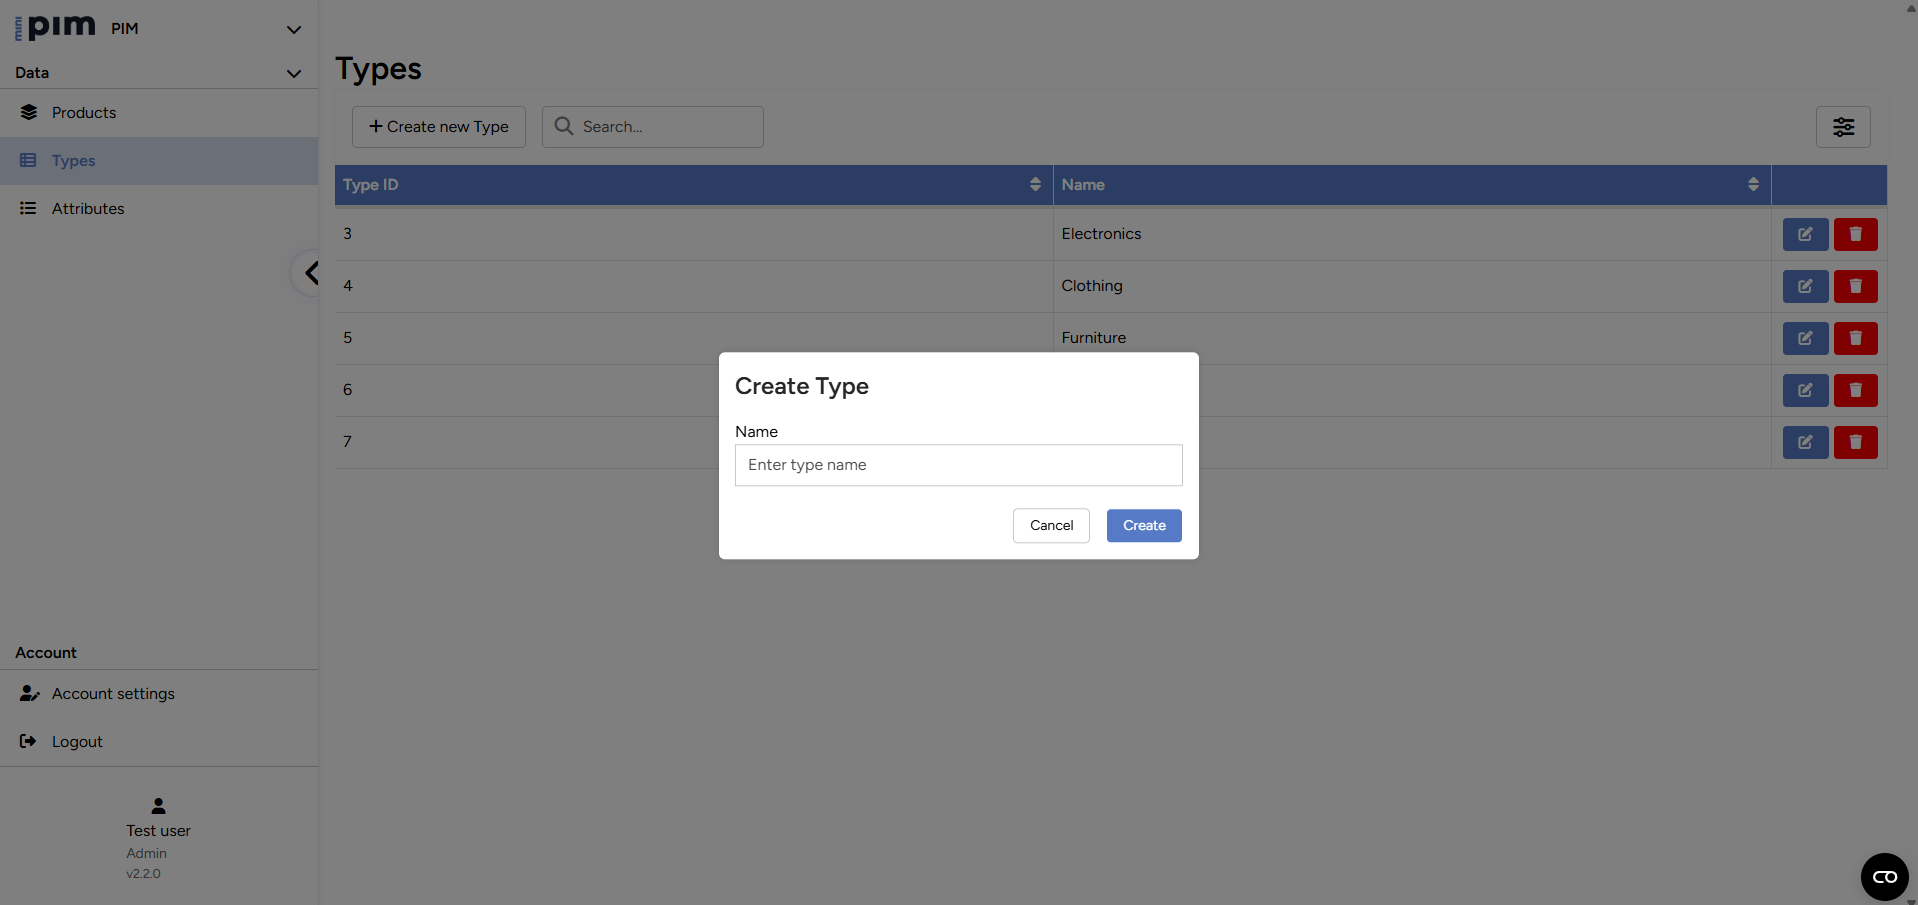 mini pim PIM
Data
Products
Types
Attributes
Account
Account settings
Logout
Test user
Admin
v2.2.0
Types
Create new Type
Search...
Type ID Name
3 Electronics
4 Clothing
5 Furniture
6
7
Create Type
Name
Enter type name
Cancel Create